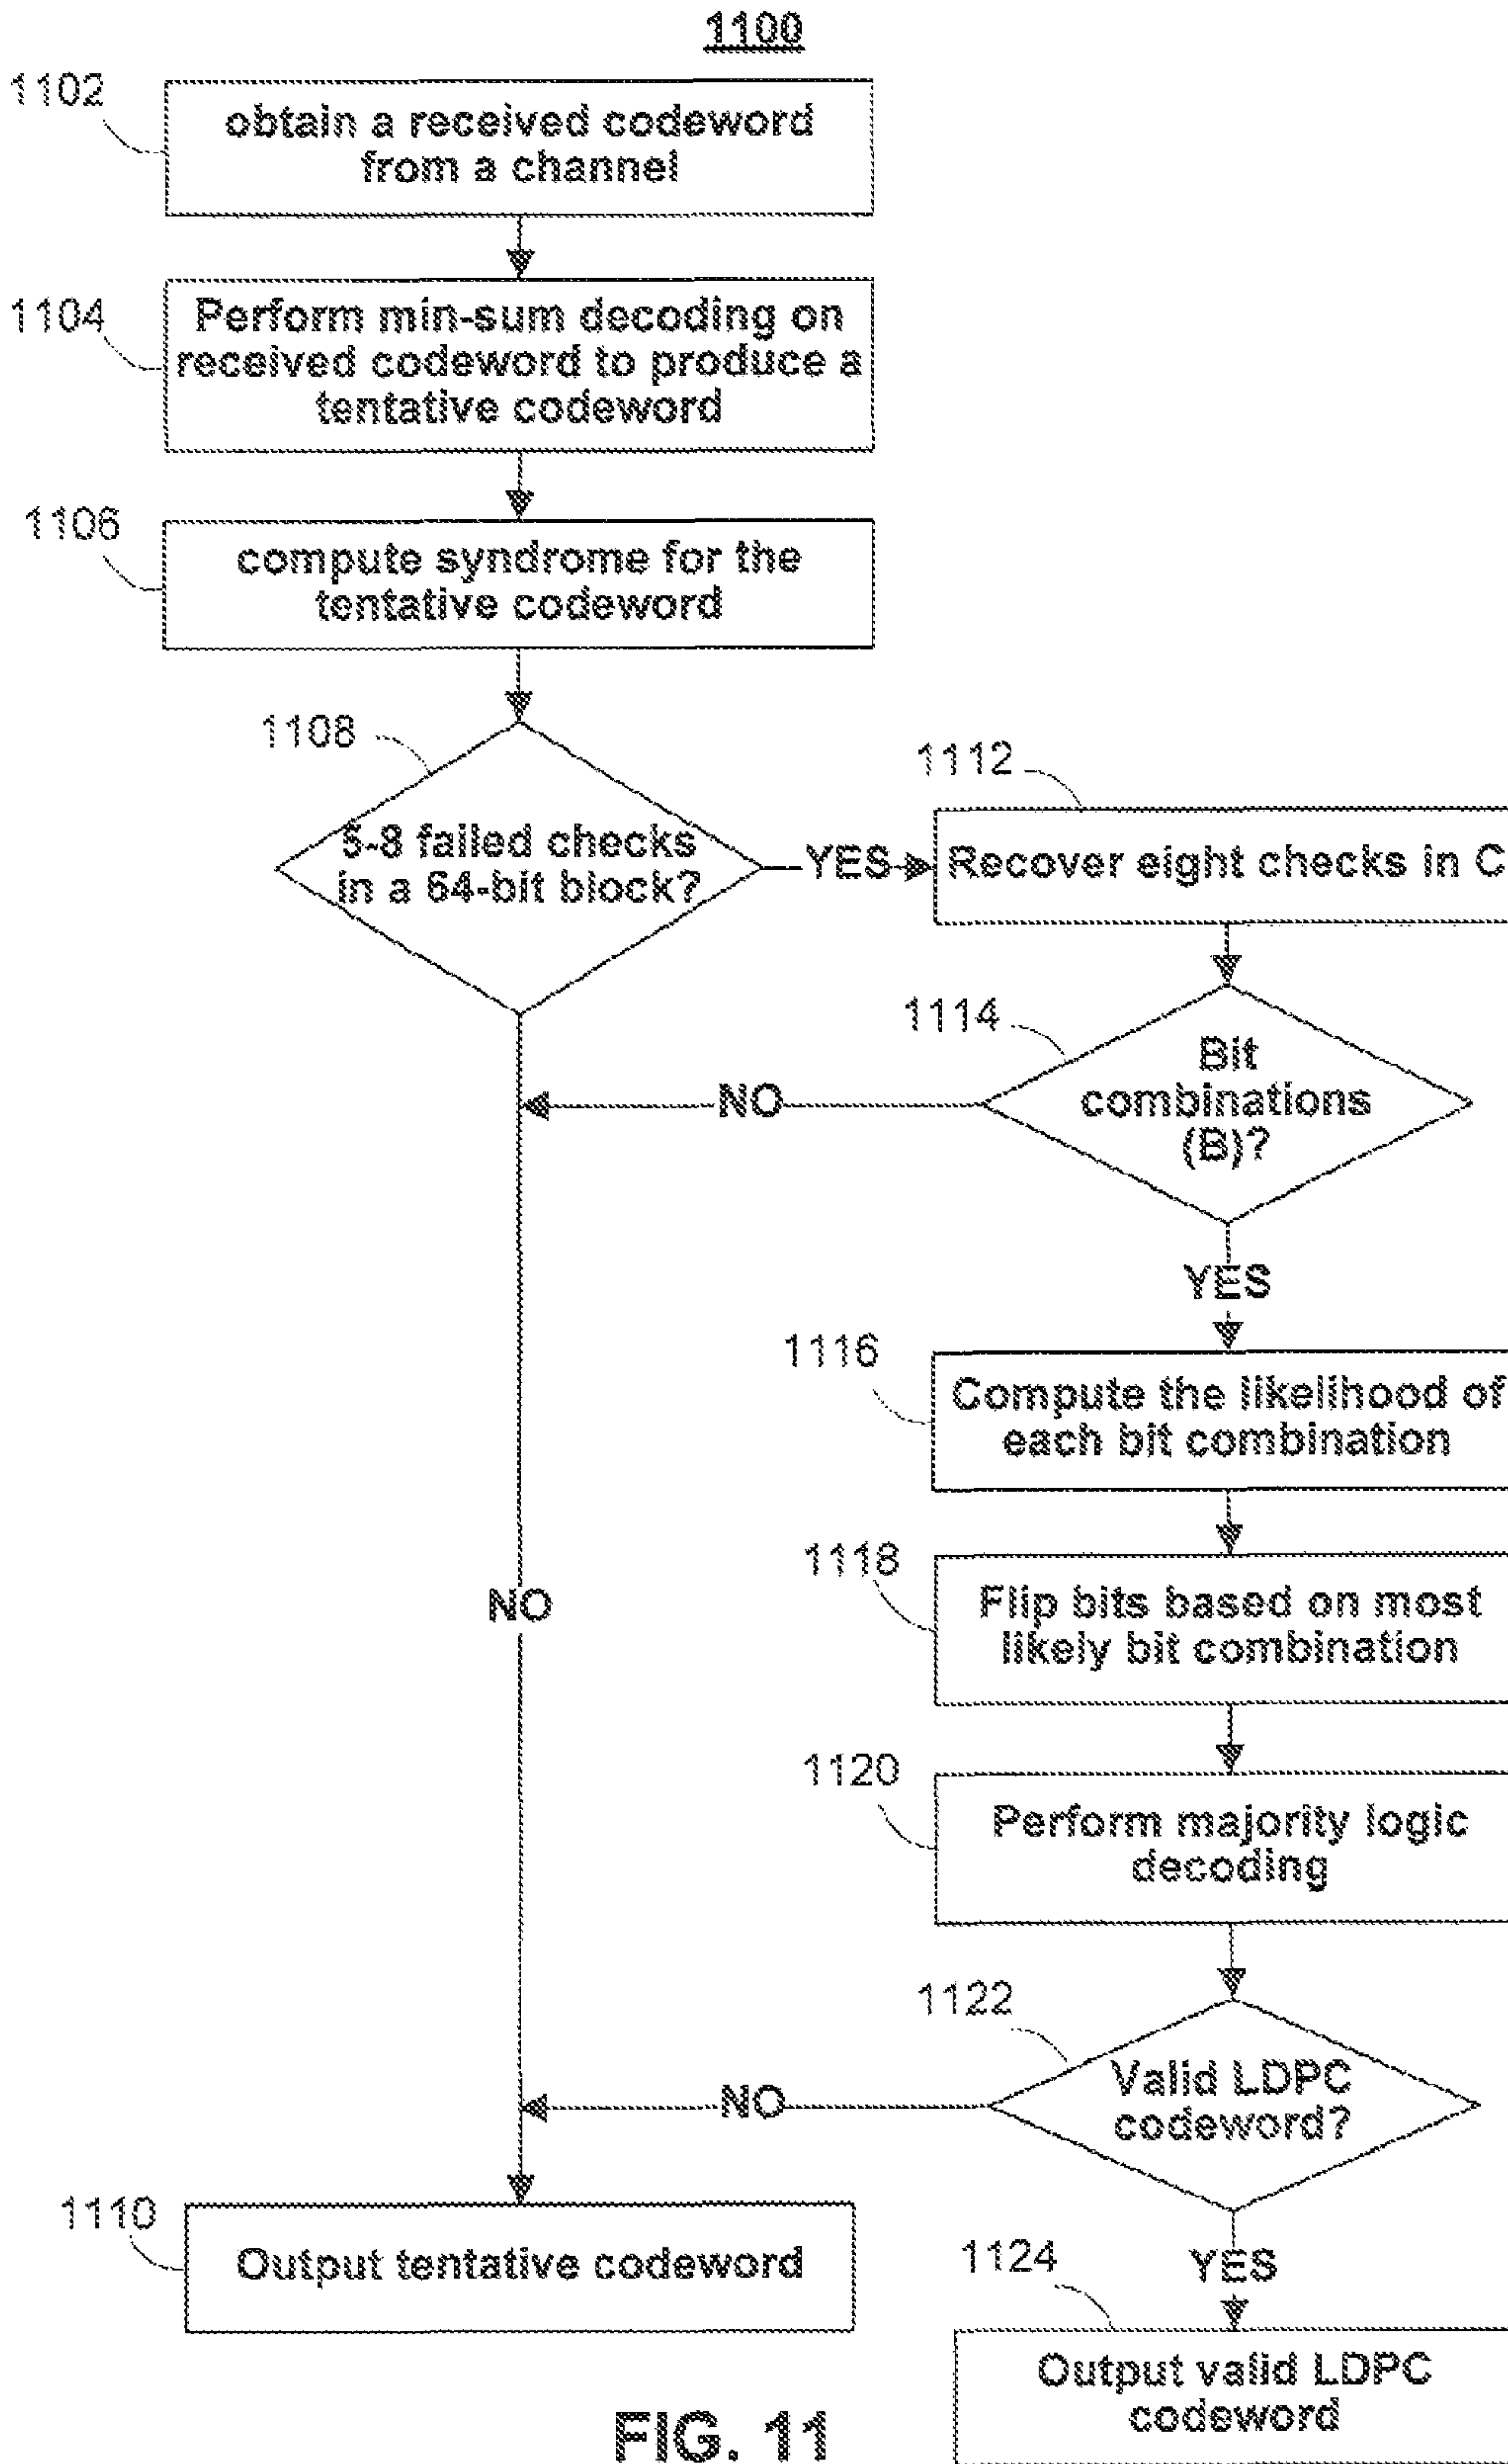 1100
1102
obtain a received codeword
from a channel
1104
Perform min-sum decoding on
received codeword to produce a
tentative codeword
1106
compute syndrome for the
tentative codeword
1108
5-8 failed checks
in a 64-bit block?
YES
1112
Recover eight checks in C
1114
Bit
combinations
(B)?
NO
YES
1116
Compute the likelihood of
each bit combination
1118
Flip bits based on most
likely bit combination
NO
1120
Perform majority logic
decoding
1122
Valid LDPC
codeword?
NO
YES
1110
Output tentative codeword
1124
Output valid LDPC
codeword
FIG. 11